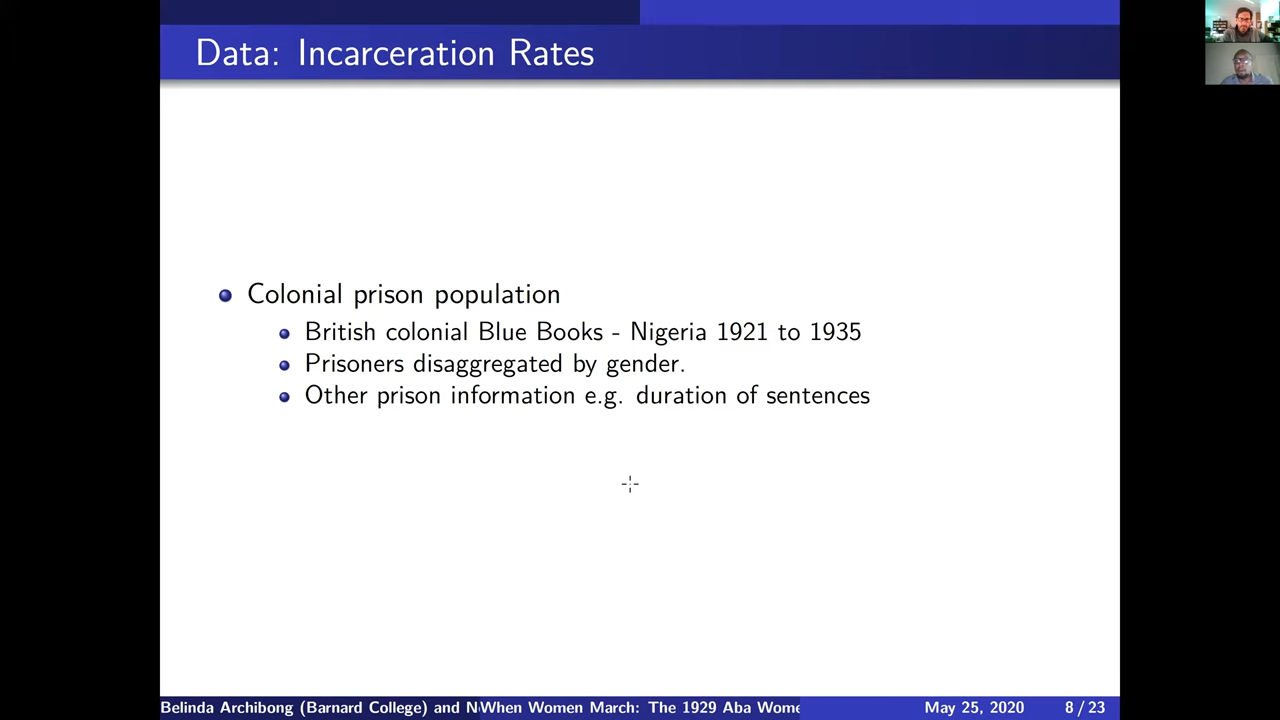 Data: Incarceration Rates
Colonial prison population
British colonial Blue Books - Nigeria 1921 to 1935
Prisoners disaggregated by gender.
Other prison information e.g. duration of sentences
Belinda Archibong (Barnard College) and N
When Women March: The 1929 Aba Wome
May 25, 2020
8 / 23